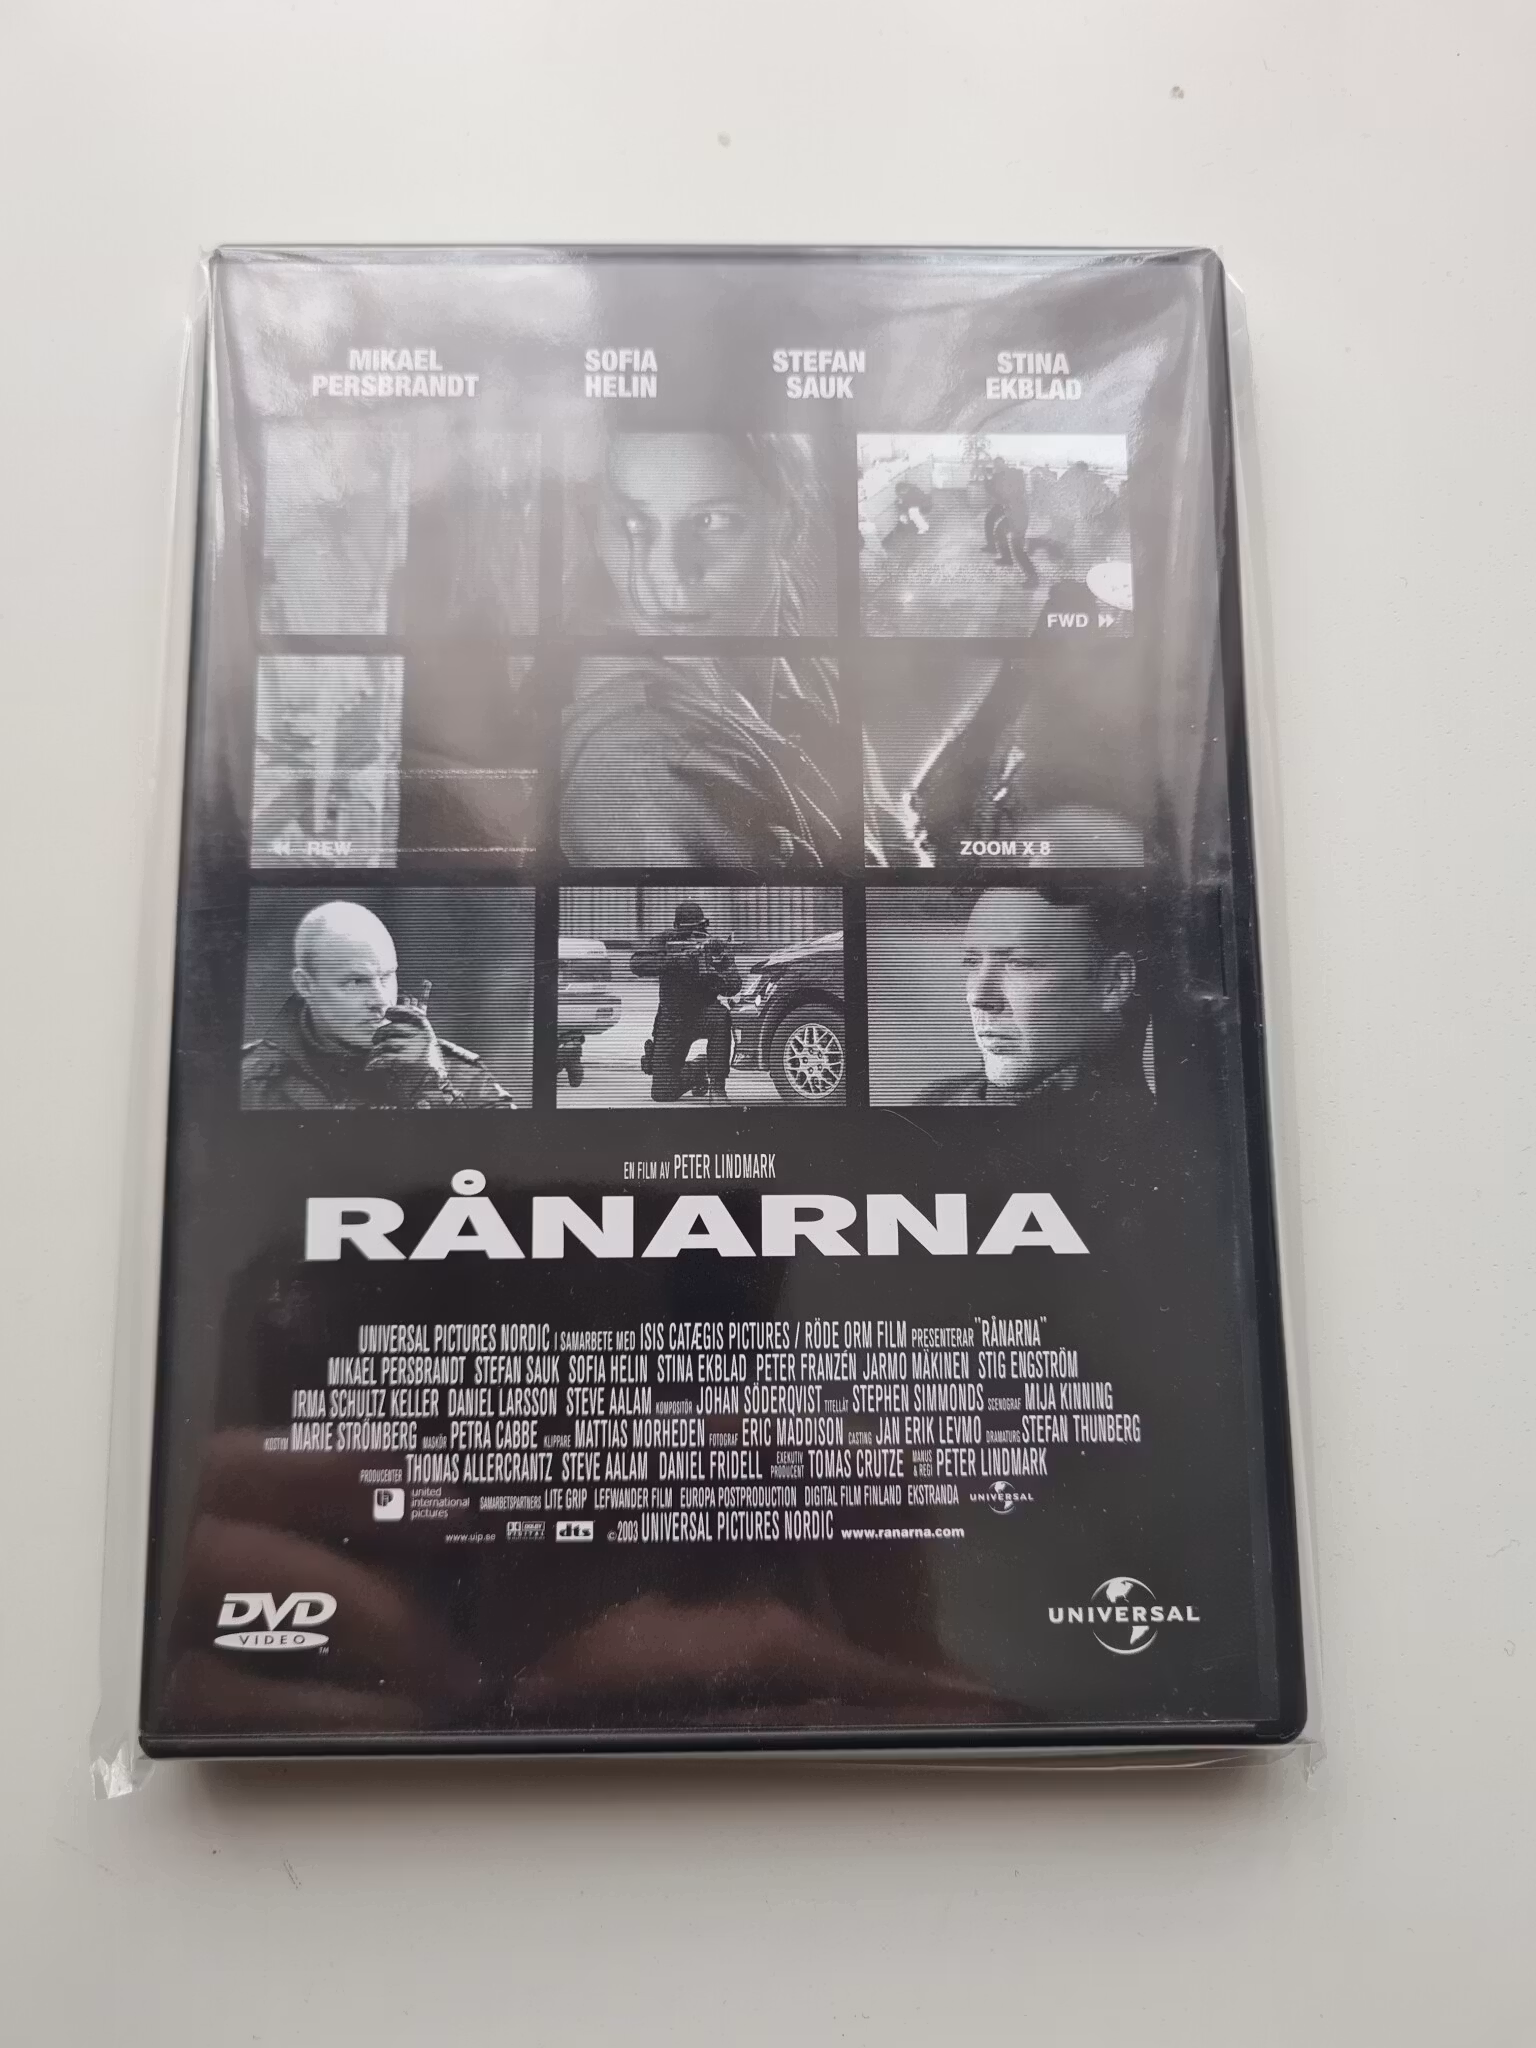 MIKAEL PERSBRANDT
SOFIA HELIN
STEFAN SAUK
STINA EKBLAD
FWD
REW
ZOOM X 8
EN FILM AV PETER LINDMARK
RÅNARNA
UNIVERSAL PICTURES NORDIC I SAMARBETE MED ISIS CATÆGIS PICTURES / RÖDE ORM FILM PRESENTERAR "RÅNARNA"
MIKAEL PERSBRANDT STEFAN SAUK SOFIA HELIN STINA EKBLAD PETER FRANZÉN JARMO MÄKINEN STIG ENGSTRÖM
IRMA SCHULTZ KELLER DANIEL LARSSON STEVE AALAM KOMPOSITÖR JOHAN SÖDERQVIST TITELLÅT STEPHEN SIMMONDS SCENOGRAF MIJA KINNING
KOSTYM MARIE STRÖMBERG MASKÖR PETRA CABBE KLIPPARE MATTIAS MORHEDEN FOTOGRAF ERIC MADDISON CASTING JAN ERIK LEVMO DRAMATURG STEFAN THUNBERG
PRODUCENTER THOMAS ALLERCRANTZ STEVE AALAM DANIEL FRIDELL EXEKUTIV PRODUCENT TOMAS CRUTZE MANUS & REGI PETER LINDMARK
united international pictures SAMARBETSPARTNERS LITE GRIP LEFWANDER FILM EUROPA POSTPRODUCTION DIGITAL FILM FINLAND EKSTRANDA UNIVERSAL
www.uip.se DOLBY DIGITAL dts ©2003 UNIVERSAL PICTURES NORDIC www.ranarna.com
DVD VIDEO TM
UNIVERSAL